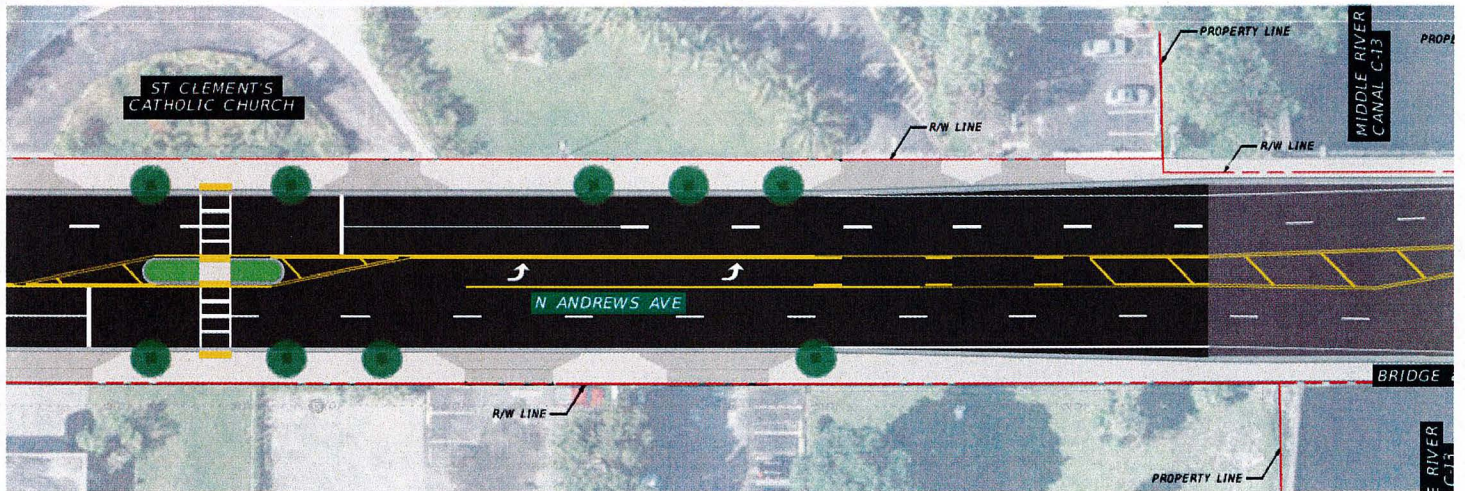 ST CLEMENT'S
CATHOLIC CHURCH
PROPERTY LINE
MIDDLE RIVER
CANAL C-13
R/W LINE
R/W LINE
N ANDREWS AVE
BRIDGE
R/W LINE
PROPERTY LINE
RIVER
C-13